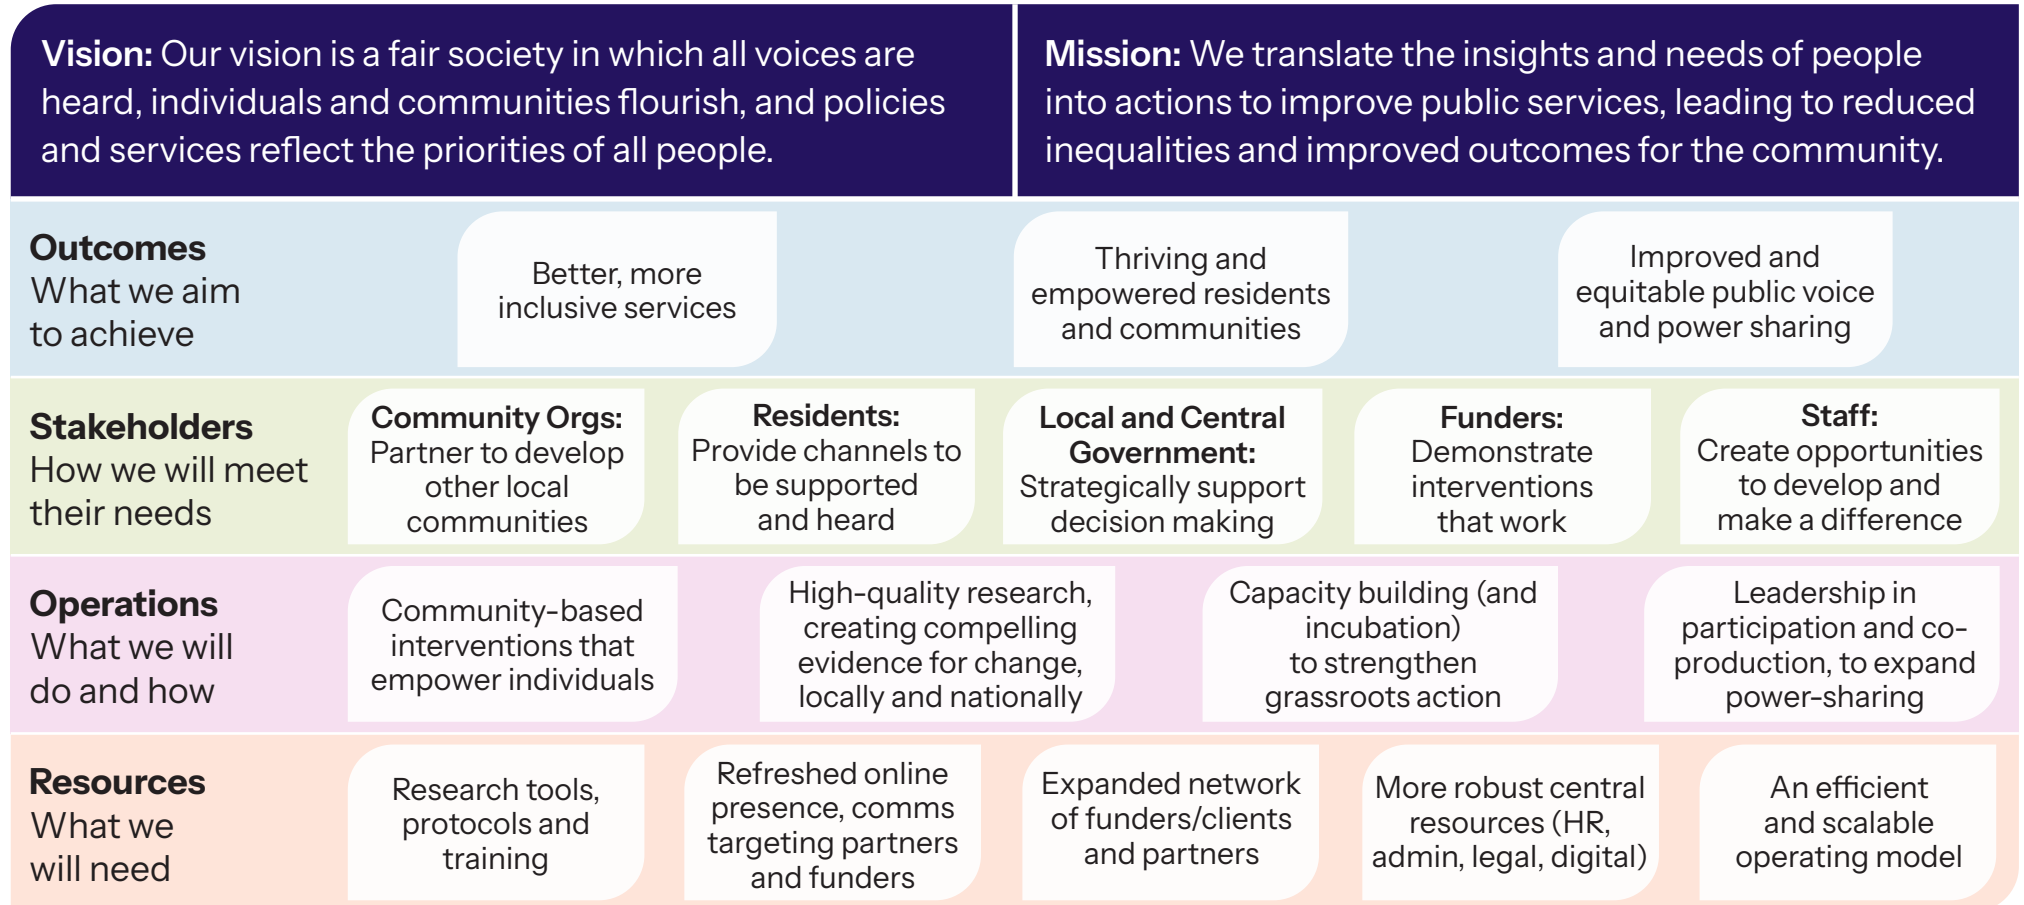 Vision: Our vision is a fair society in which all voices are
heard, individuals and communities flourish, and policies
and services reflect the priorities of all people.
Mission: We translate the insights and needs of people
into actions to improve public services, leading to reduced
inequalities and improved outcomes for the community.
Outcomes
What we aim
to achieve
Better, more
inclusive services
Thriving and
empowered residents
and communities
Improved and
equitable public voice
and power sharing
Stakeholders
How we will meet
their needs
Community Orgs:
Partner to develop
other local
communities
Residents:
Provide channels to
be supported
and heard
Local and Central
Government:
Strategically support
decision making
Funders:
Demonstrate
interventions
that work
Staff:
Create opportunities
to develop and
make a difference
Operations
What we will
do and how
Community-based
interventions that
empower individuals
High-quality research,
creating compelling
evidence for change,
locally and nationally
Capacity building (and
incubation)
to strengthen
grassroots action
Leadership in
participation and co-
production, to expand
power-sharing
Resources
What we
will need
Research tools,
protocols and
training
Refreshed online
presence, comms
targeting partners
and funders
Expanded network
of funders/clients
and partners
More robust central
resources (HR,
admin, legal, digital)
An efficient
and scalable
operating model